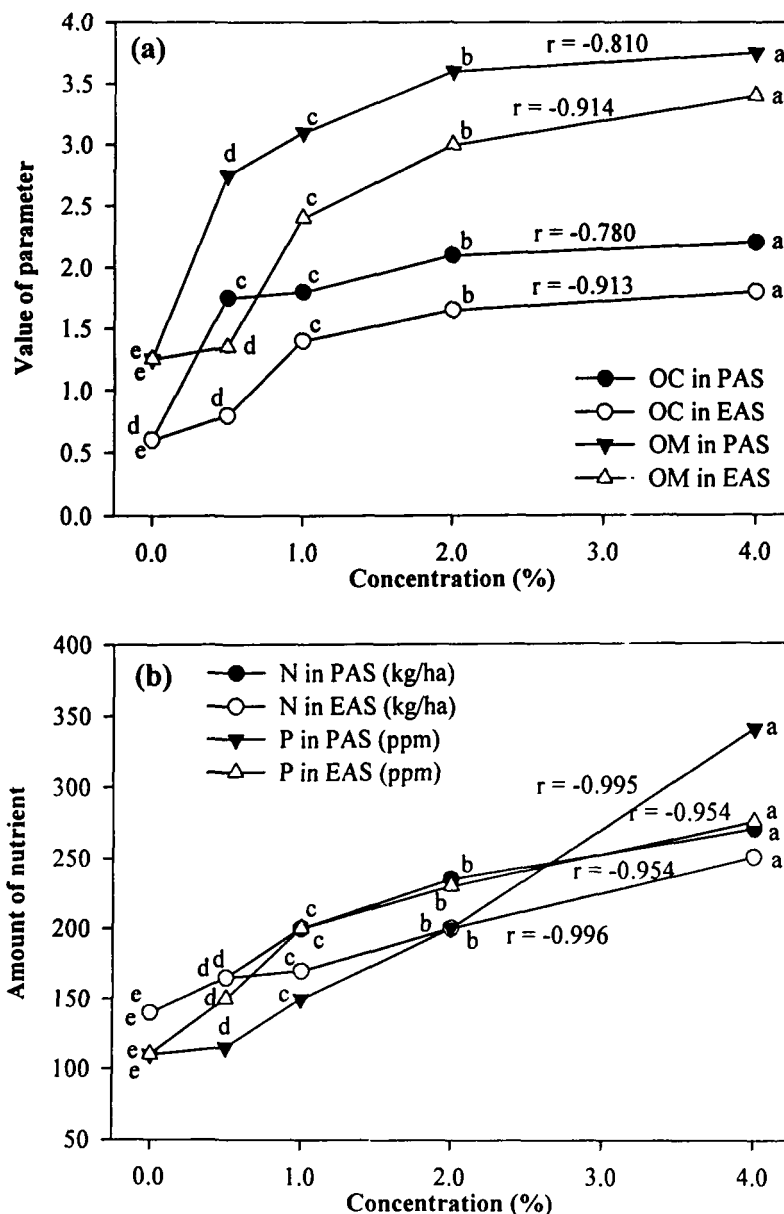 (a)
Value of parameter
4.0
3.5
3.0
2.5
2.0
1.5
1.0
0.5
0.0
r = -0.810
r = -0.914
r = -0.780
r = -0.913
e
e
d
e
d
c
d
d
c
c
c
c
b
b
b
b
a
a
a
a
OC in PAS
OC in EAS
OM in PAS
OM in EAS
0.0 1.0 2.0 3.0 4.0
Concentration (%)
(b)
Amount of nutrient
400
350
300
250
200
150
100
50
N in PAS (kg/ha)
N in EAS (kg/ha)
P in PAS (ppm)
P in EAS (ppm)
r = -0.995
r = -0.954
r = -0.954
r = -0.996
e
e
e
e
d d
d
d
c
c
c
c
b
b
b
b
a
a
a
a
0.0 1.0 2.0 3.0 4.0
Concentration (%)